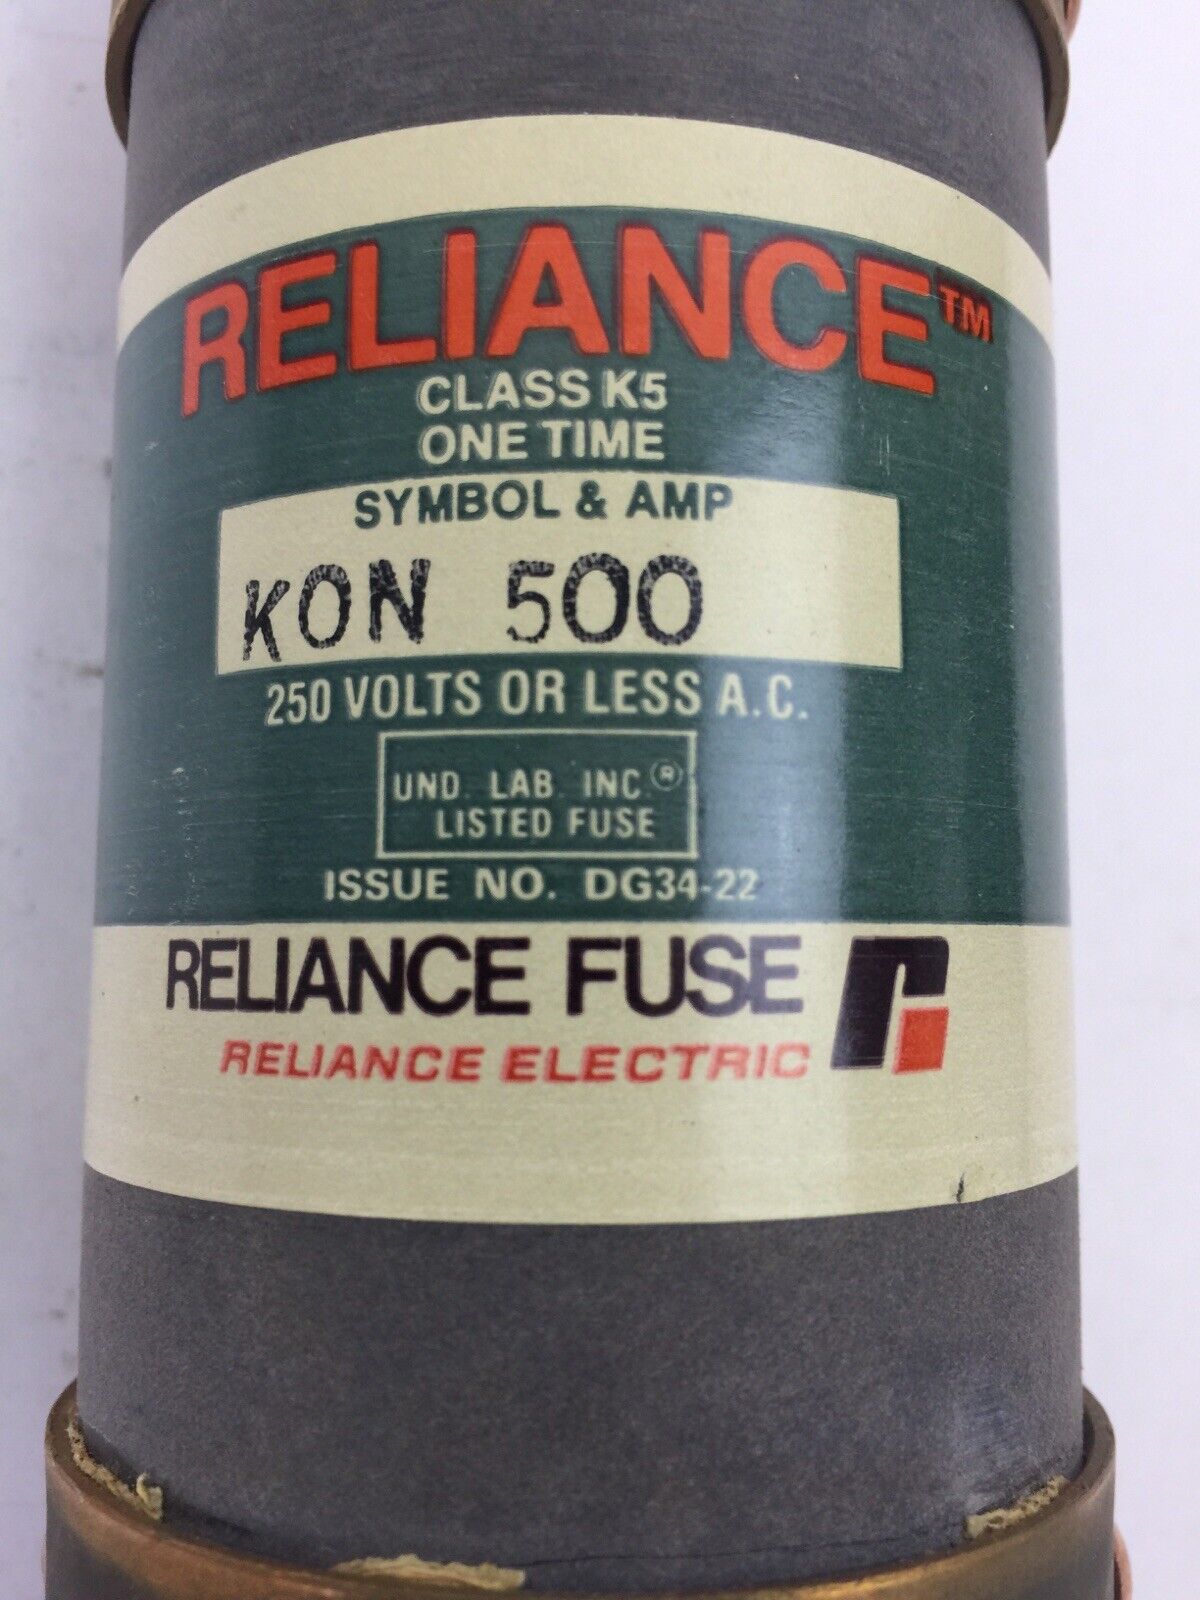 RELIANCE™
CLASS K5
ONE TIME
SYMBOL & AMP
KON 500
250 VOLTS OR LESS A.C.
UND. LAB. INC.®
LISTED FUSE
ISSUE NO. DG34-22
RELIANCE FUSE
RELIANCE ELECTRIC